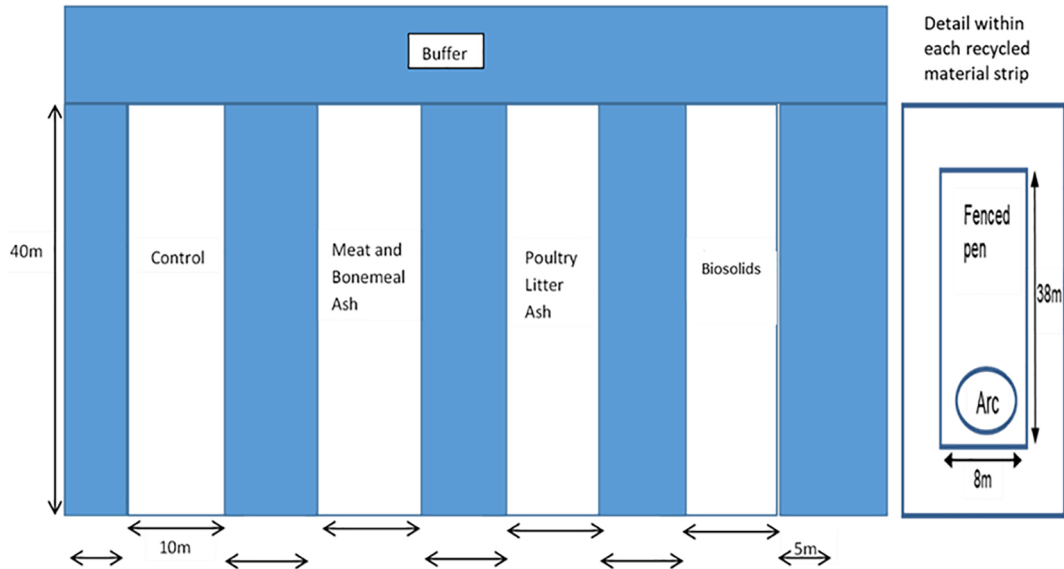 Buffer
Detail within
each recycled
material strip
40m
Control
Meat and
Bonemeal
Ash
Poultry
Litter
Ash
Biosolids
Fenced
pen
38m
Arc
8m
10m
5m